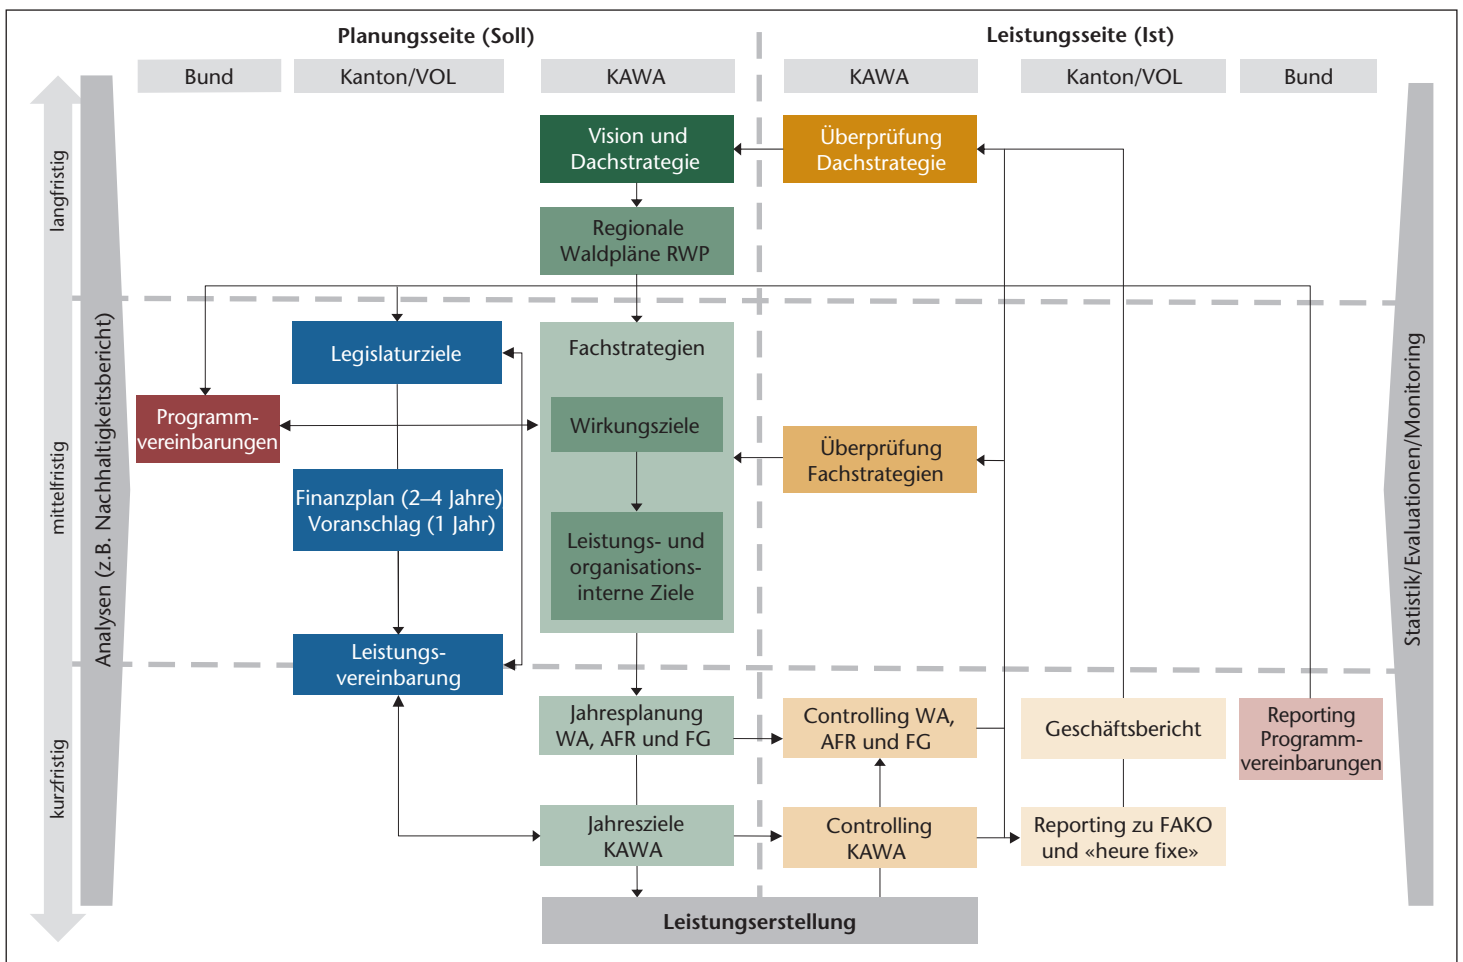 Planungsseite (Soll)
Leistungsseite (Ist)
Bund
Kanton/VOL
KAWA
KAWA
Kanton/VOL
Bund
langfristig
mittelfristig
kurzfristig
Analysen (z.B. Nachhaltigkeitsbericht)
Vision und
Dachstrategie
Überprüfung
Dachstrategie
Regionale
Waldpläne RWP
Legislaturziele
Fachstrategien
Programm-
vereinbarungen
Wirkungsziele
Überprüfung
Fachstrategien
Finanzplan (2–4 Jahre)
Voranschlag (1 Jahr)
Leistungs- und
organisations-
interne Ziele
Leistungs-
vereinbarung
Jahresplanung
WA, AFR und FG
Controlling WA,
AFR und FG
Geschäftsbericht
Reporting
Programm-
vereinbarungen
Jahresziele
KAWA
Controlling
KAWA
Reporting zu FAKO
und «heure fixe»
Leistungserstellung
Statistik/Evaluationen/Monitoring